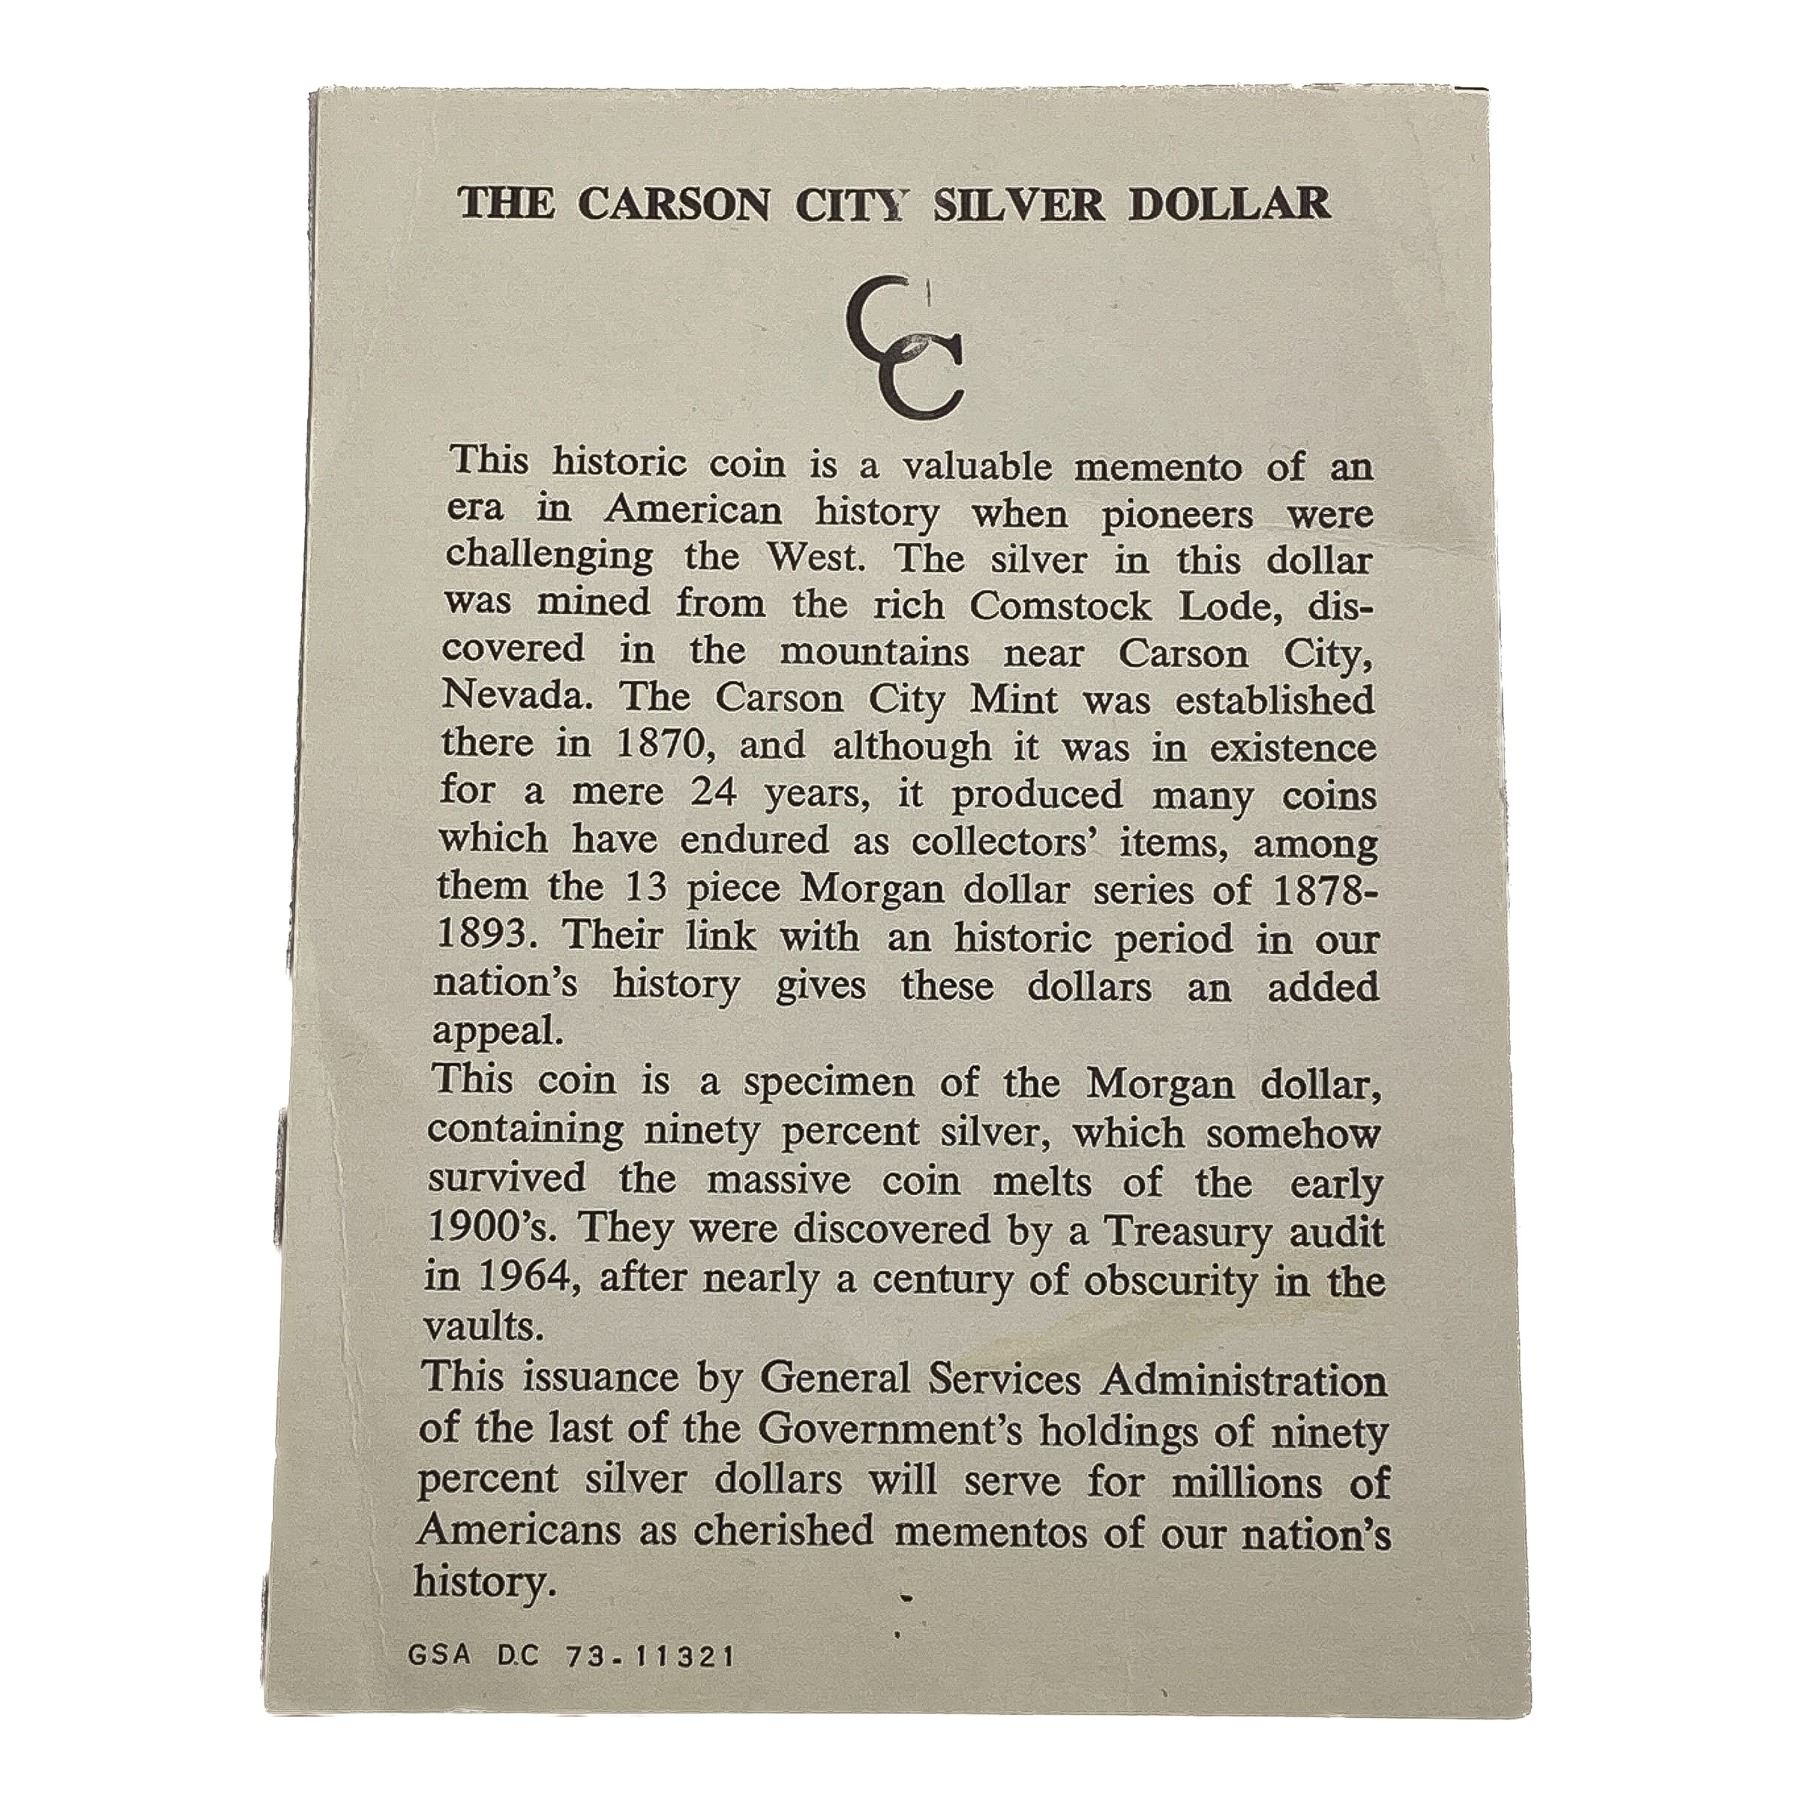 THE CARSON CITY SILVER DOLLAR
CC
This historic coin is a valuable memento of an
era in American history when pioneers were
challenging the West. The silver in this dollar
was mined from the rich Comstock Lode, dis-
covered in the mountains near Carson City,
Nevada. The Carson City Mint was established
there in 1870, and although it was in existence
for a mere 24 years, it produced many coins
which have endured as collectors’ items, among
them the 13 piece Morgan dollar series of 1878-
1893. Their link with an historic period in our
nation’s history gives these dollars an added
appeal.
This coin is a specimen of the Morgan dollar,
containing ninety percent silver, which somehow
survived the massive coin melts of the early
1900’s. They were discovered by a Treasury audit
in 1964, after nearly a century of obscurity in the
vaults.
This issuance by General Services Administration
of the last of the Government’s holdings of ninety
percent silver dollars will serve for millions of
Americans as cherished mementos of our nation’s
history.
GSA D.C 73-11321